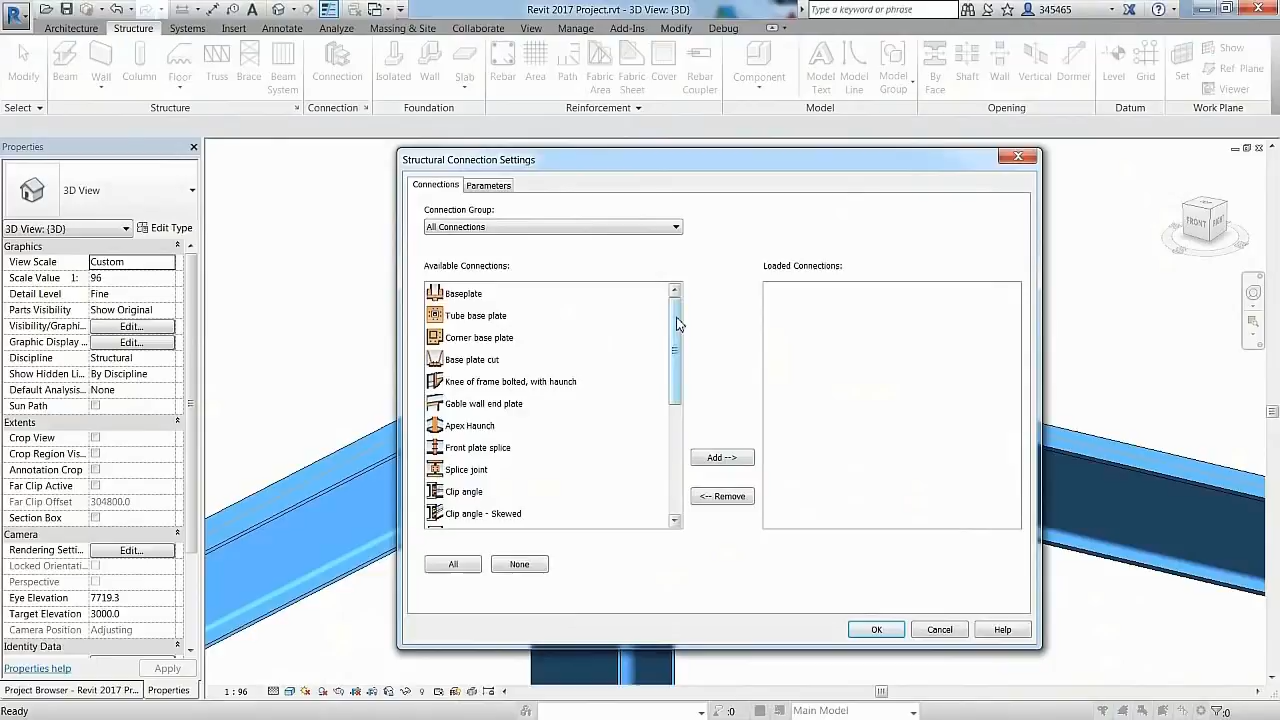 Revit 2017 Project.rvt - 3D View: {3D}
Type a keyword or phrase
345465
Architecture Structure Systems Insert Annotate Analyze Massing & Site Collaborate View Manage Add-Ins Modify Debug
Modify Beam Wall Column Floor Truss Brace Beam System Connection Isolated Wall Slab Rebar Area Path Fabric Area Fabric Sheet Cover Rebar Coupler Component Model Text Model Line Model Group By Face Shaft Wall Vertical Dormer Level Grid Set Show Ref Plane Viewer
Select Structure Connection Foundation Reinforcement Model Opening Datum Work Plane
Properties
3D View
3D View: {3D}
Edit Type
Graphics
View Scale Custom
Scale Value 1: 96
Detail Level Fine
Parts Visibility Show Original
Visibility/Graphi... Edit...
Graphic Display ... Edit...
Discipline Structural
Show Hidden Li... By Discipline
Default Analysis... None
Sun Path
Extents
Crop View
Crop Region Vis...
Annotation Crop
Far Clip Active
Far Clip Offset 304800.0
Section Box
Camera
Rendering Setti... Edit...
Locked Orientati...
Perspective
Eye Elevation 7719.3
Target Elevation 3000.0
Camera Position Adjusting
Identity Data
Properties help
Apply
Project Browser - Revit 2017 Pr...
Properties
Structural Connection Settings
Connections
Parameters
Connection Group:
All Connections
Available Connections:
Loaded Connections:
Baseplate
Tube base plate
Corner base plate
Base plate cut
Knee of frame bolted, with haunch
Gable wall end plate
Apex Haunch
Front plate splice
Splice joint
Clip angle
Clip angle - Skewed
Add -->
<-- Remove
All
None
OK
Cancel
Help
FRONT
1 : 96
Ready
:0
Main Model
:0